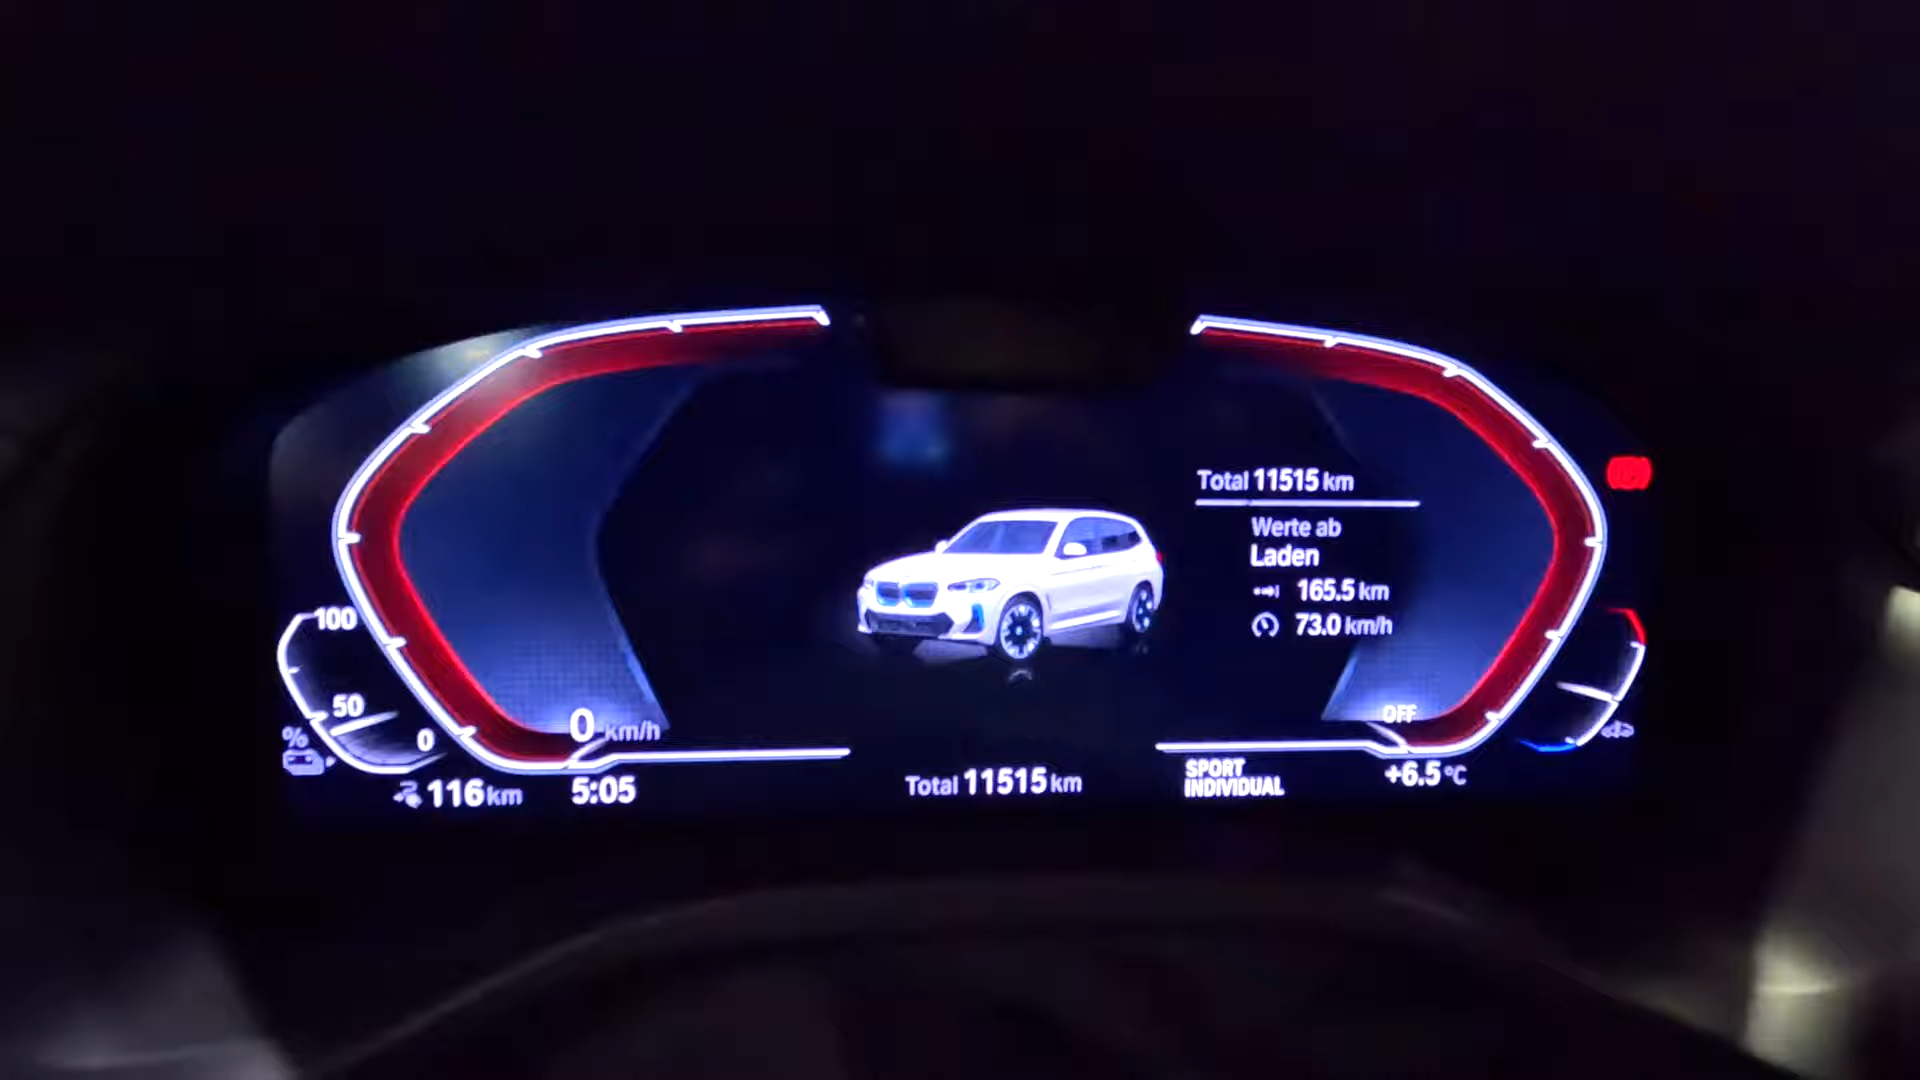 Total 11515 km
Werte ab
Laden
165.5 km
73.0 km/h
100
50
0
%
0 km/h
OFF
116 km
5:05
Total 11515 km
SPORT
INDIVIDUAL
+6.5 °C